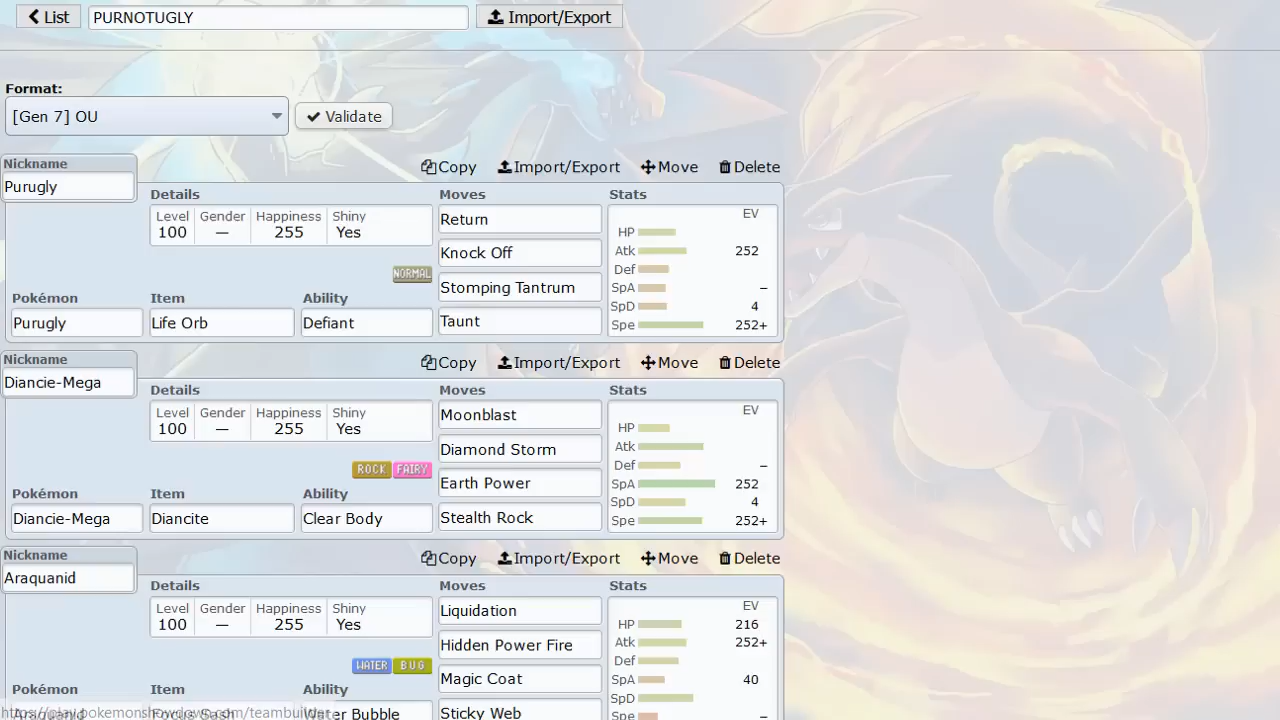 List
PURNOTUGLY
Import/Export
Format:
[Gen 7] OU
Validate
Nickname
Purugly
Copy Import/Export Move Delete
Details
Level Gender Happiness Shiny
100 — 255 Yes
NORMAL
Pokémon Item Ability
Purugly Life Orb Defiant
Moves
Return
Knock Off
Stomping Tantrum
Taunt
Stats
EV
HP
Atk 252
Def
SpA –
SpD 4
Spe 252+
Nickname
Diancie-Mega
Copy Import/Export Move Delete
Details
Level Gender Happiness Shiny
100 — 255 Yes
ROCK FAIRY
Pokémon Item Ability
Diancie-Mega Diancite Clear Body
Moves
Moonblast
Diamond Storm
Earth Power
Stealth Rock
Stats
EV
HP
Atk
Def –
SpA 252
SpD 4
Spe 252+
Nickname
Araquanid
Copy Import/Export Move Delete
Details
Level Gender Happiness Shiny
100 — 255 Yes
WATER BUG
Pokémon Item Ability
Araquanid Focus Sash Water Bubble
Moves
Liquidation
Hidden Power Fire
Magic Coat
Sticky Web
Stats
EV
HP 216
Atk 252+
Def
SpA 40
SpD
Spe –